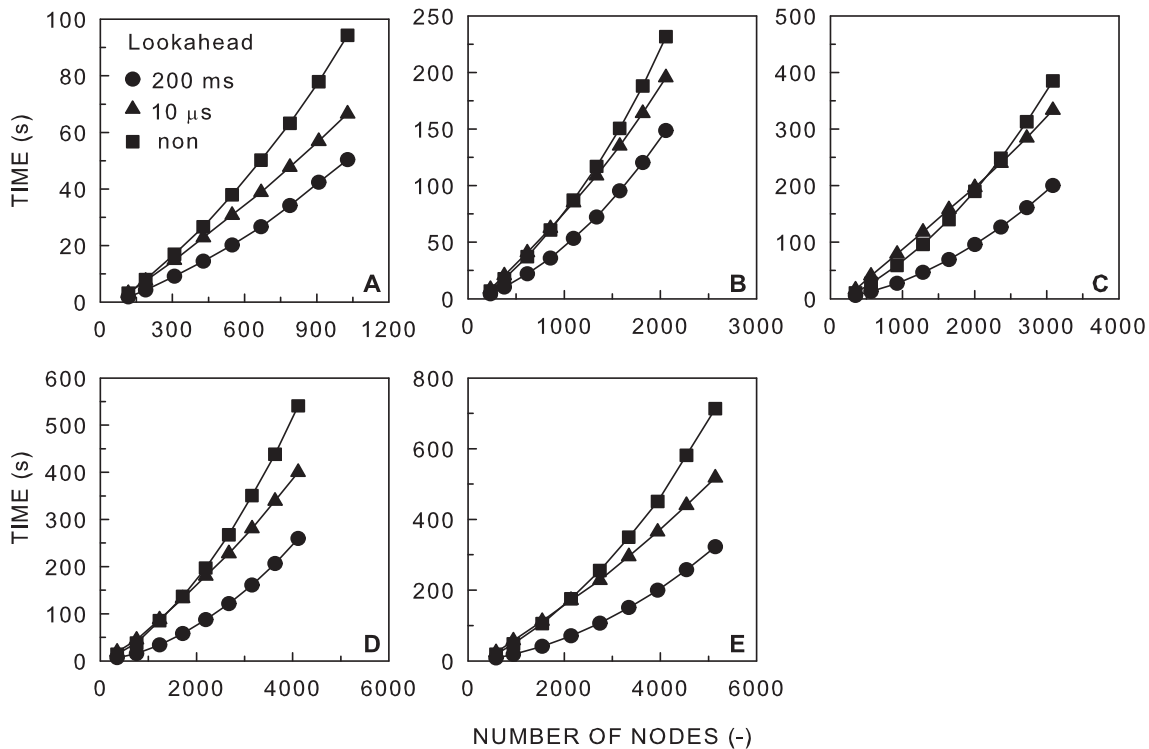 100
80
60
40
20
0
TIME (s)
Lookahead
200 ms
10 μs
non
A
0 300 600 900 1200
250
200
150
100
50
0
B
0 1000 2000 3000
500
400
300
200
100
0
C
0 1000 2000 3000 4000
600
500
400
300
200
100
0
TIME (s)
D
0 2000 4000 6000
800
600
400
200
0
E
0 2000 4000 6000
NUMBER OF NODES (-)